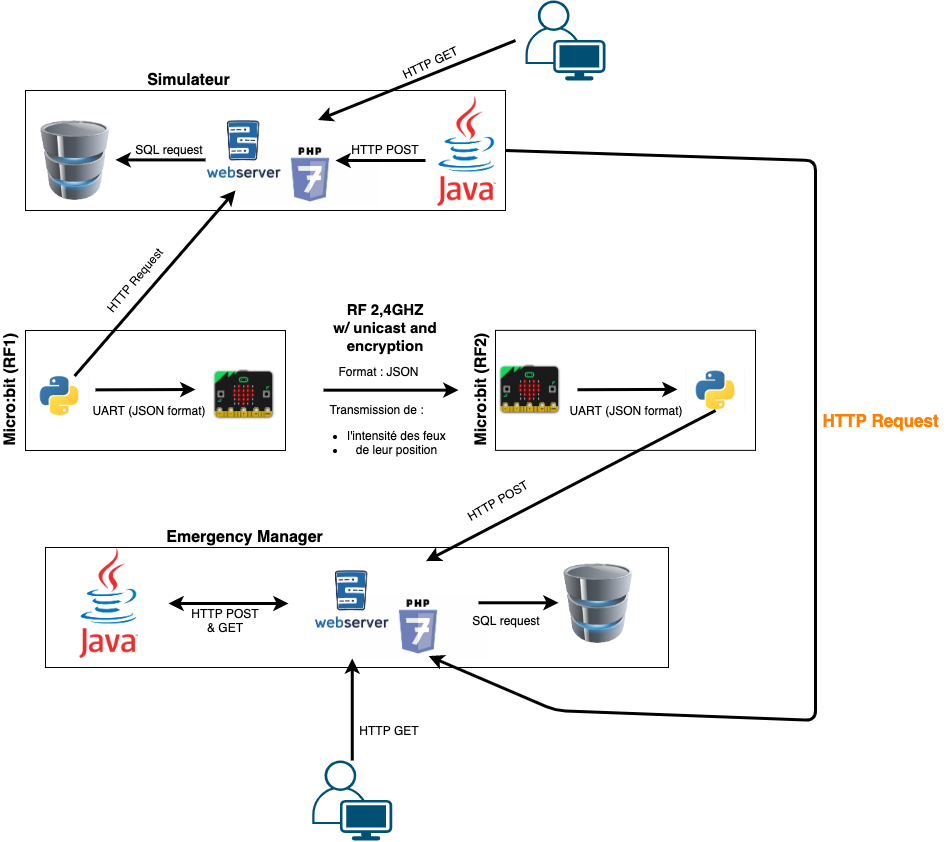 HTTP GET
Simulateur
SQL request
webserver
PHP
7
HTTP POST
Java
HTTP Request
Micro:bit (RF1)
UART (JSON format)
RF 2,4GHZ
w/ unicast and
encryption
Format : JSON
Transmission de :
• l'intensité des feux
• de leur position
Micro:bit (RF2)
UART (JSON format)
HTTP Request
HTTP POST
Emergency Manager
Java
HTTP POST
& GET
webserver
PHP
7
SQL request
HTTP GET